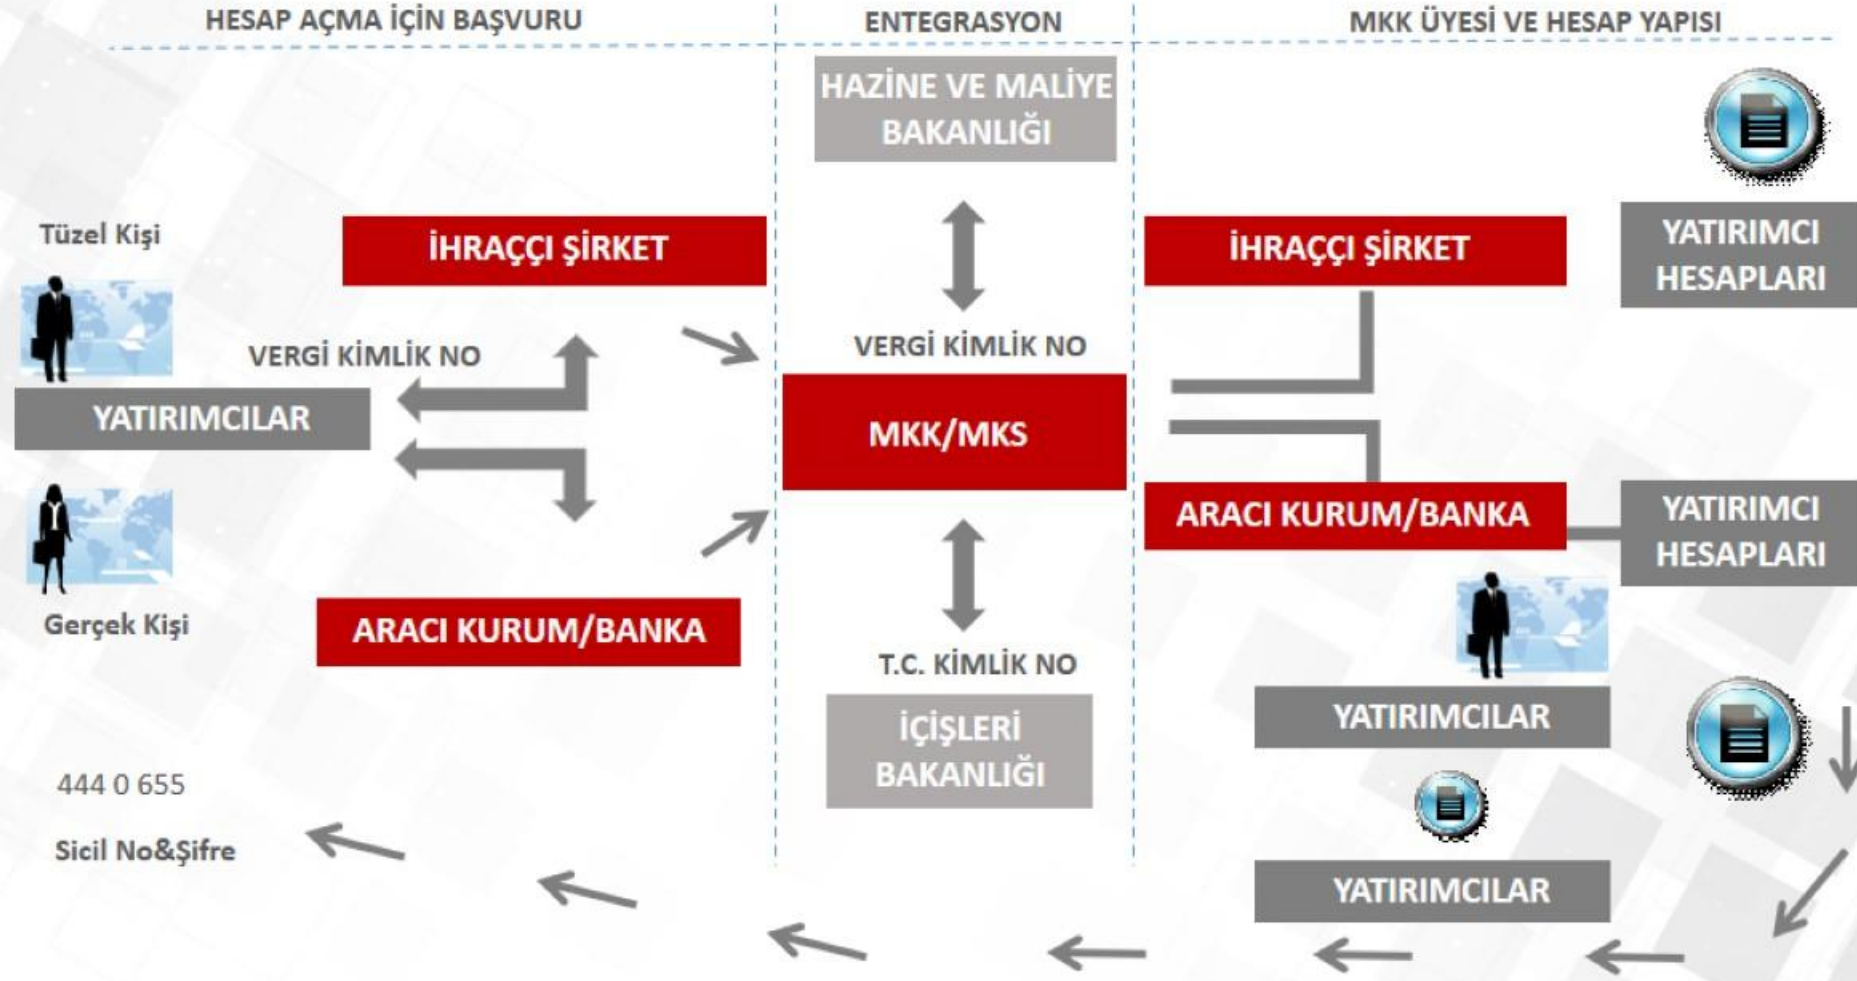 HESAP AÇMA İÇİN BAŞVURU
ENTEGRASYON
MKK ÜYESİ VE HESAP YAPISI
HAZİNE VE MALİYE
BAKANLIĞI
Tüzel Kişi
İHRAÇÇI ŞİRKET
İHRAÇÇI ŞİRKET
YATIRIMCI
HESAPLARI
VERGİ KİMLİK NO
VERGİ KİMLİK NO
YATIRIMCILAR
MKK/MKS
ARACI KURUM/BANKA
YATIRIMCI
HESAPLARI
Gerçek Kişi
ARACI KURUM/BANKA
T.C. KİMLİK NO
İÇİŞLERİ
BAKANLIĞI
YATIRIMCILAR
444 0 655
Sicil No&Şifre
YATIRIMCILAR